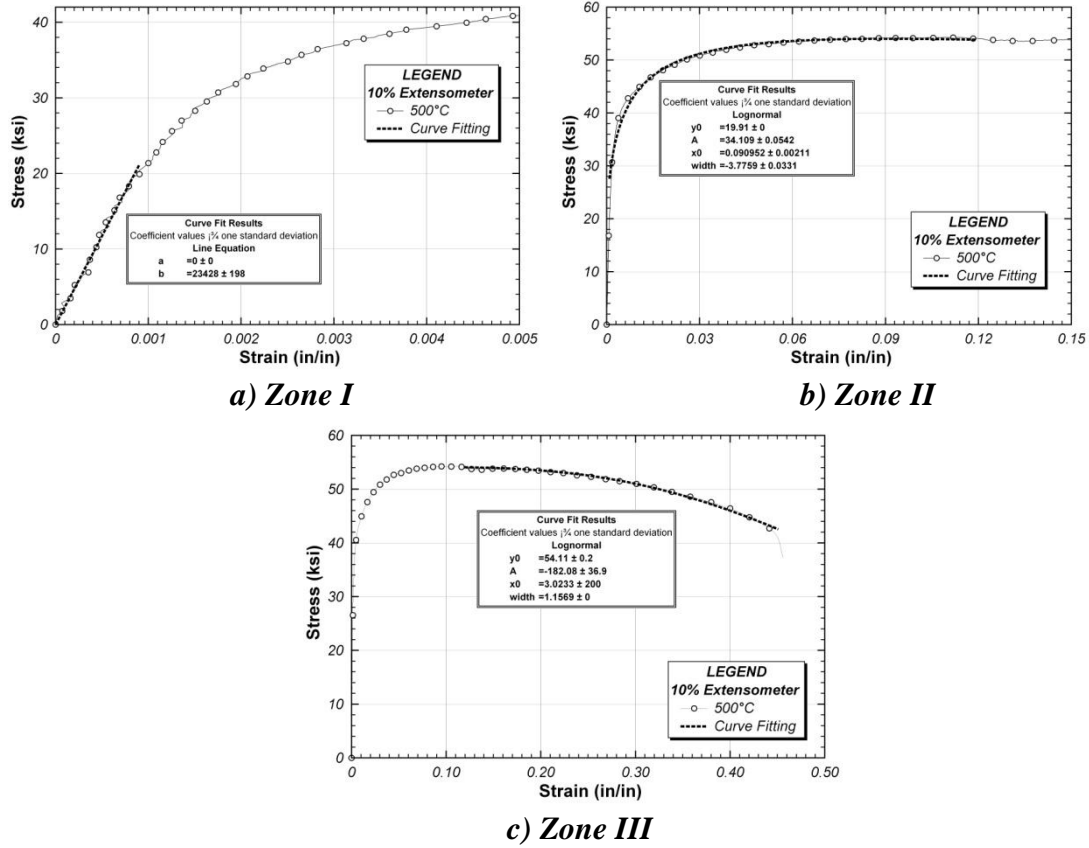 Stress (ksi)
40
30
20
10
0
LEGEND
10% Extensometer
500°C
Curve Fitting
Curve Fit Results
Coefficient values ¡¾ one standard deviation
Line Equation
a =0 ± 0
b =23428 ± 198
0 0.001 0.002 0.003 0.004 0.005
Strain (in/in)
a) Zone I
Stress (ksi)
60
50
40
30
20
10
0
Curve Fit Results
Coefficient values ¡¾ one standard deviation
Lognormal
y0 =19.91 ± 0
A =34.109 ± 0.0542
x0 =0.090952 ± 0.00211
width =-3.7759 ± 0.0331
LEGEND
10% Extensometer
500°C
Curve Fitting
0 0.03 0.06 0.09 0.12 0.15
Strain (in/in)
b) Zone II
Stress (ksi)
60
50
40
30
20
10
0
Curve Fit Results
Coefficient values ¡¾ one standard deviation
Lognormal
y0 =54.11 ± 0.2
A =-182.08 ± 36.9
x0 =3.0233 ± 200
width =1.1569 ± 0
LEGEND
10% Extensometer
500°C
Curve Fitting
0 0.10 0.20 0.30 0.40 0.50
Strain (in/in)
c) Zone III